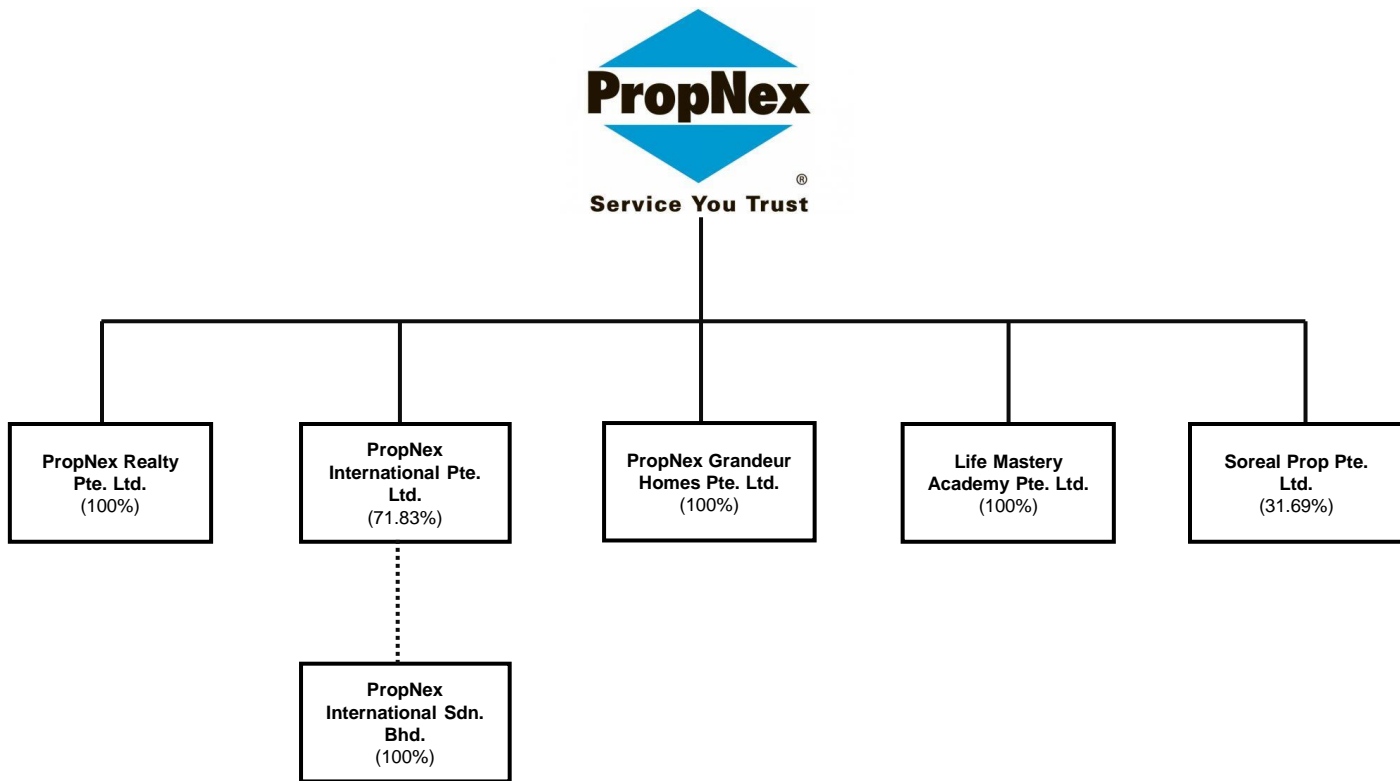 PropNex
®
Service You Trust
PropNex Realty
Pte. Ltd.
(100%)
PropNex
International Pte.
Ltd.
(71.83%)
PropNex Grandeur
Homes Pte. Ltd.
(100%)
Life Mastery
Academy Pte. Ltd.
(100%)
Soreal Prop Pte.
Ltd.
(31.69%)
PropNex
International Sdn.
Bhd.
(100%)